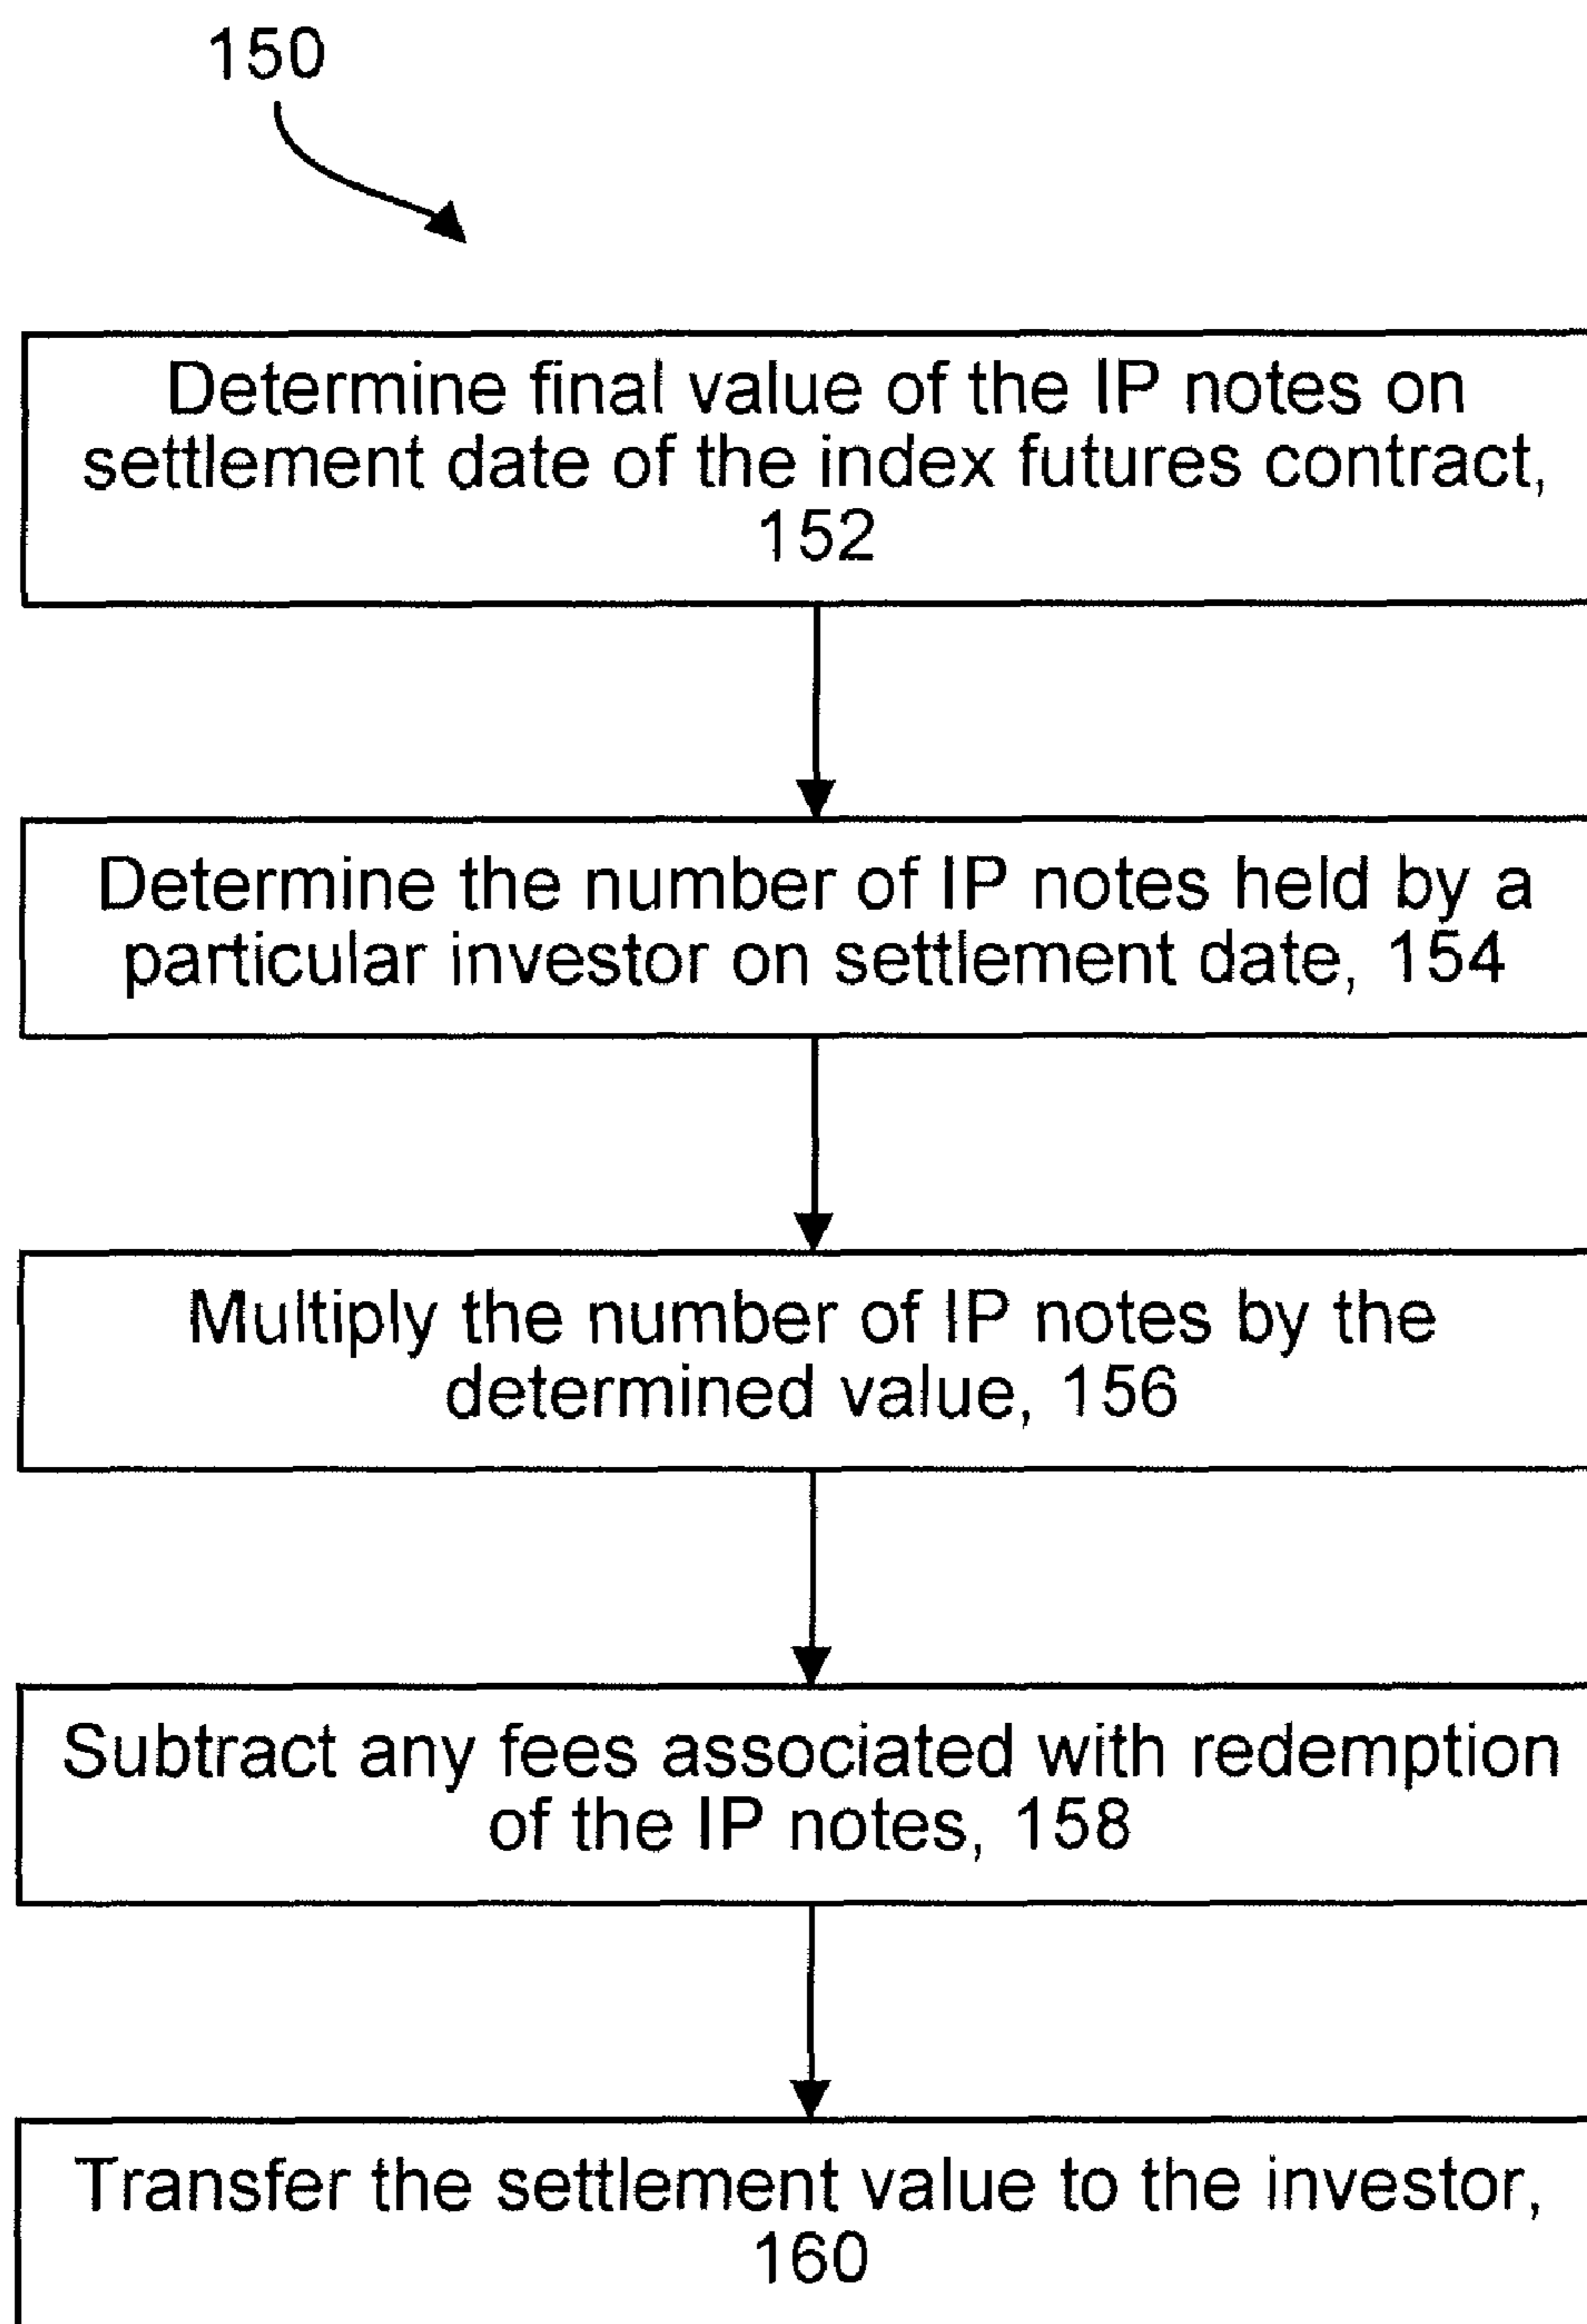 150
Determine final value of the IP notes on
settlement date of the index futures contract,
152
Determine the number of IP notes held by a
particular investor on settlement date, 154
Multiply the number of IP notes by the
determined value, 156
Subtract any fees associated with redemption
of the IP notes, 158
Transfer the settlement value to the investor,
160